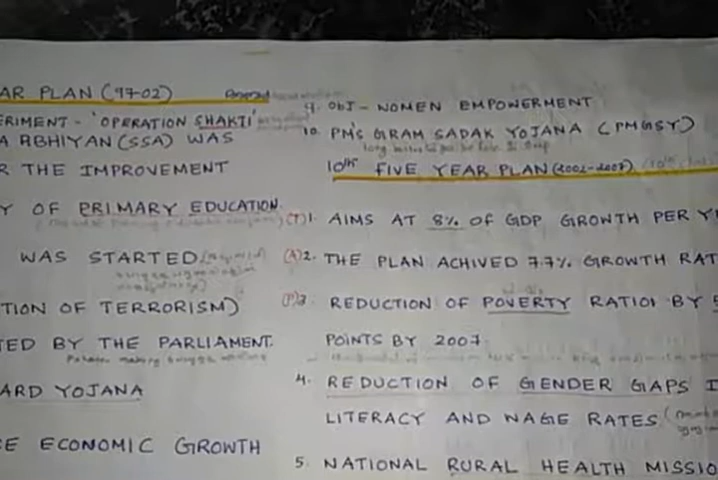 AR PLAN (97-02)
ERIMENT - 'OPERATION SHAKTI'
A ABHIYAN (SSA) WAS
R THE IMPROVEMENT
Y OF PRIMARY EDUCATION.
WAS STARTED
TION OF TERRORISM)
TED BY THE PARLIAMENT.
ARD YOJANA
CE ECONOMIC GROWTH
9. OBJ - WOMEN EMPOWERMENT
10. PM'S GRAM SADAK YOJANA (PMGSY)
10th FIVE YEAR PLAN (2002-2007)
(T) 1. AIMS AT 8% OF GDP GROWTH PER Y
(A) 2. THE PLAN ACHIVED 7.7% GROWTH RAT
(P) 3. REDUCTION OF POVERTY RATIO BY 5
POINTS BY 2007.
4. REDUCTION OF GENDER GAPS I
LITERACY AND WAGE RATES
5. NATIONAL RURAL HEALTH MISSIO